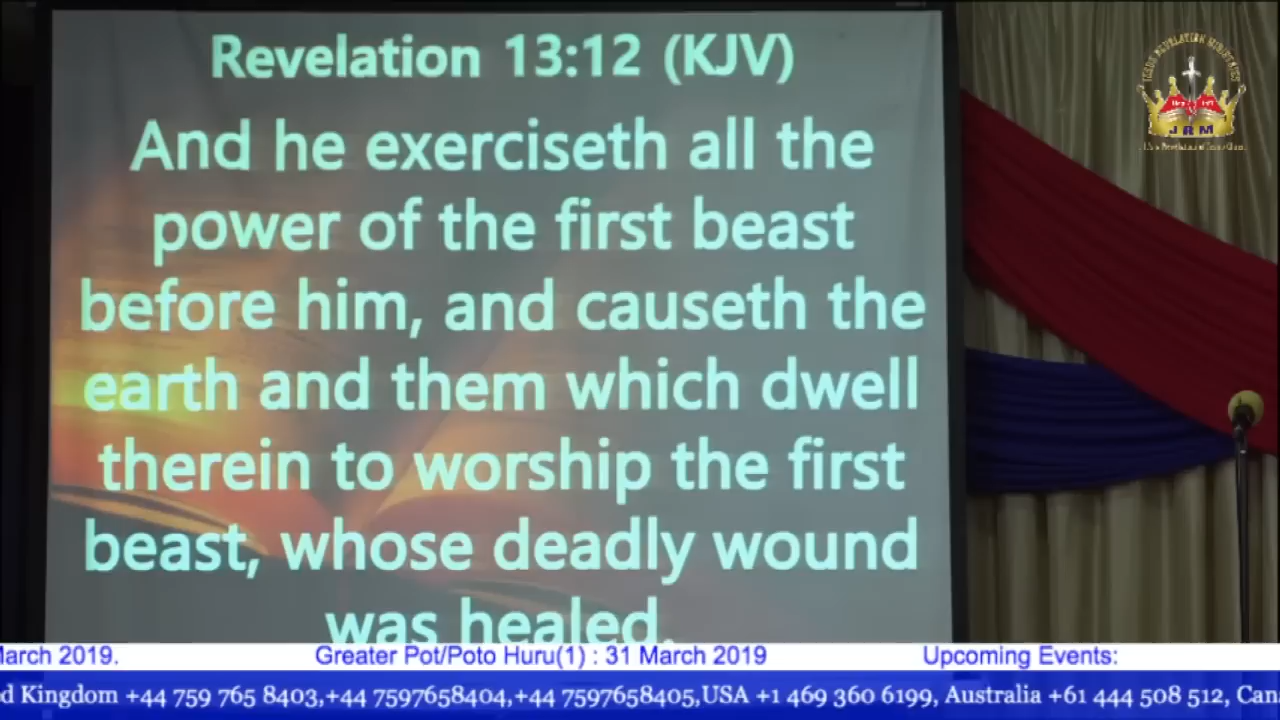 Revelation 13:12 (KJV)
And he exerciseth all the
power of the first beast
before him, and causeth the
earth and them which dwell
therein to worship the first
beast, whose deadly wound
was healed.
JRM
March 2019. Greater Pot/Poto Huru(1) : 31 March 2019 Upcoming Events:
d Kingdom +44 759 765 8403,+44 7597658404,+44 7597658405,USA +1 469 360 6199, Australia +61 444 508 512, Can